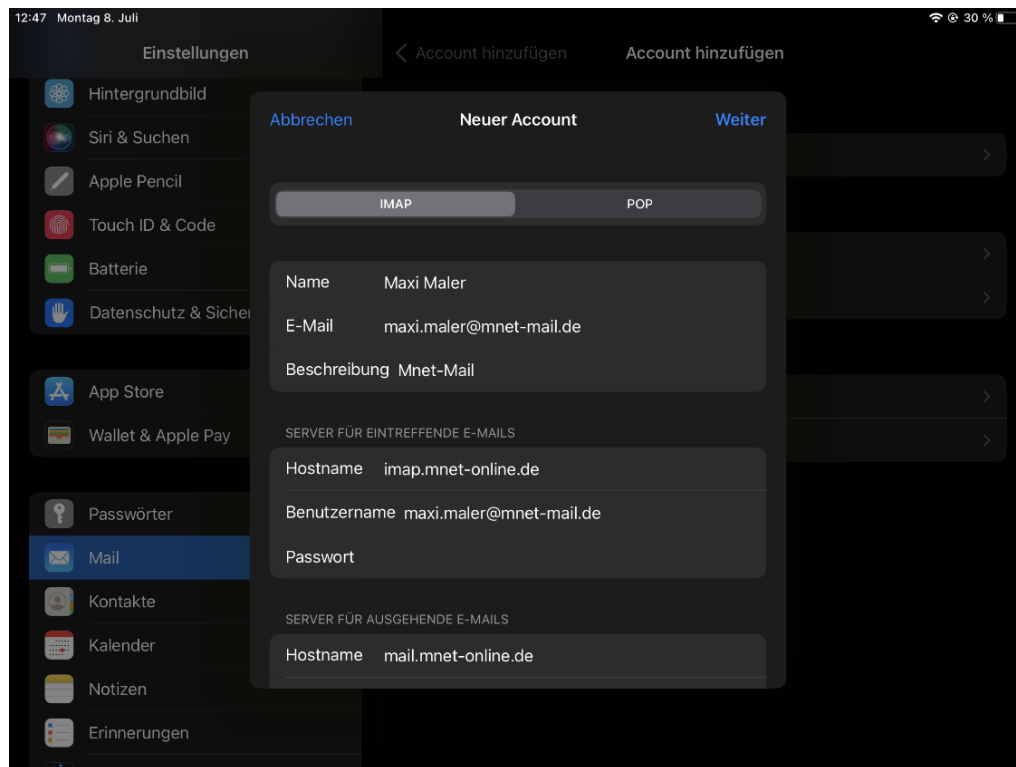 12:47 Montag 8. Juli 30 %
Einstellungen
Account hinzufügen Account hinzufügen
Hintergrundbild
Siri & Suchen
Apple Pencil
Touch ID & Code
Batterie
Datenschutz & Sicher
App Store
Wallet & Apple Pay
Passwörter
Mail
Kontakte
Kalender
Notizen
Erinnerungen
Abbrechen Neuer Account Weiter
IMAP POP
Name Maxi Maler
E-Mail maxi.maler@mnet-mail.de
Beschreibung Mnet-Mail
SERVER FÜR EINTREFFENDE E-MAILS
Hostname imap.mnet-online.de
Benutzername maxi.maler@mnet-mail.de
Passwort
SERVER FÜR AUSGEHENDE E-MAILS
Hostname mail.mnet-online.de